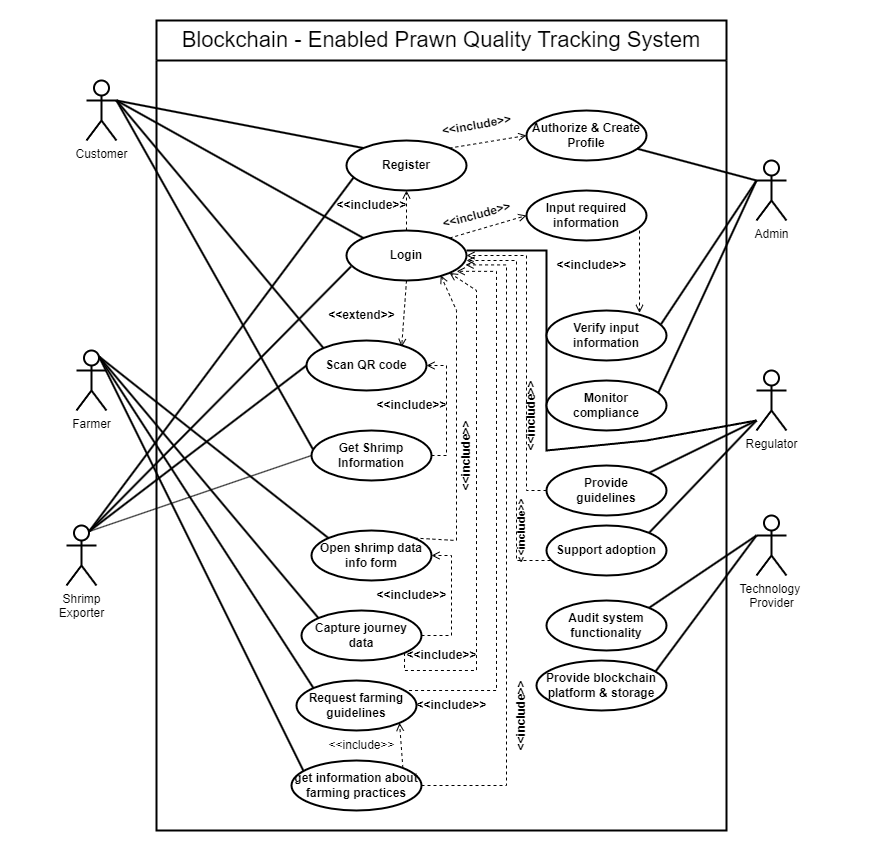 Blockchain - Enabled Prawn Quality Tracking System
Customer
<<include>>
Authorize & Create
Profile
Register
Admin
<<include>>
<<include>>
Input required
information
Login
<<include>>
<<extend>>
Verify input
information
Scan QR code
Farmer
<<include>>
<<include>>
Monitor
compliance
Regulator
Get Shrimp
Information
<<include>>
Provide
guidelines
<<include>>
Open shrimp data
info form
Support adoption
Shrimp
Exporter
Technology
Provider
<<include>>
Capture journey
data
<<include>>
Audit system
functionality
Provide blockchain
platform & storage
Request farming
guidelines
<<include>>
<<include>>
<<include>>
get information about
farming practices